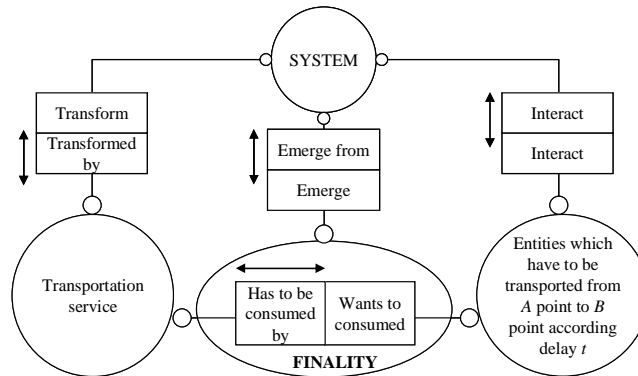 SYSTEM
Transform
Transformed
by
Emerge from
Emerge
Interact
Interact
Transportation
service
Has to be
consumed
by
Wants to
consumed
FINALITY
Entities which
have to be
transported from
A point to B
point according
delay t